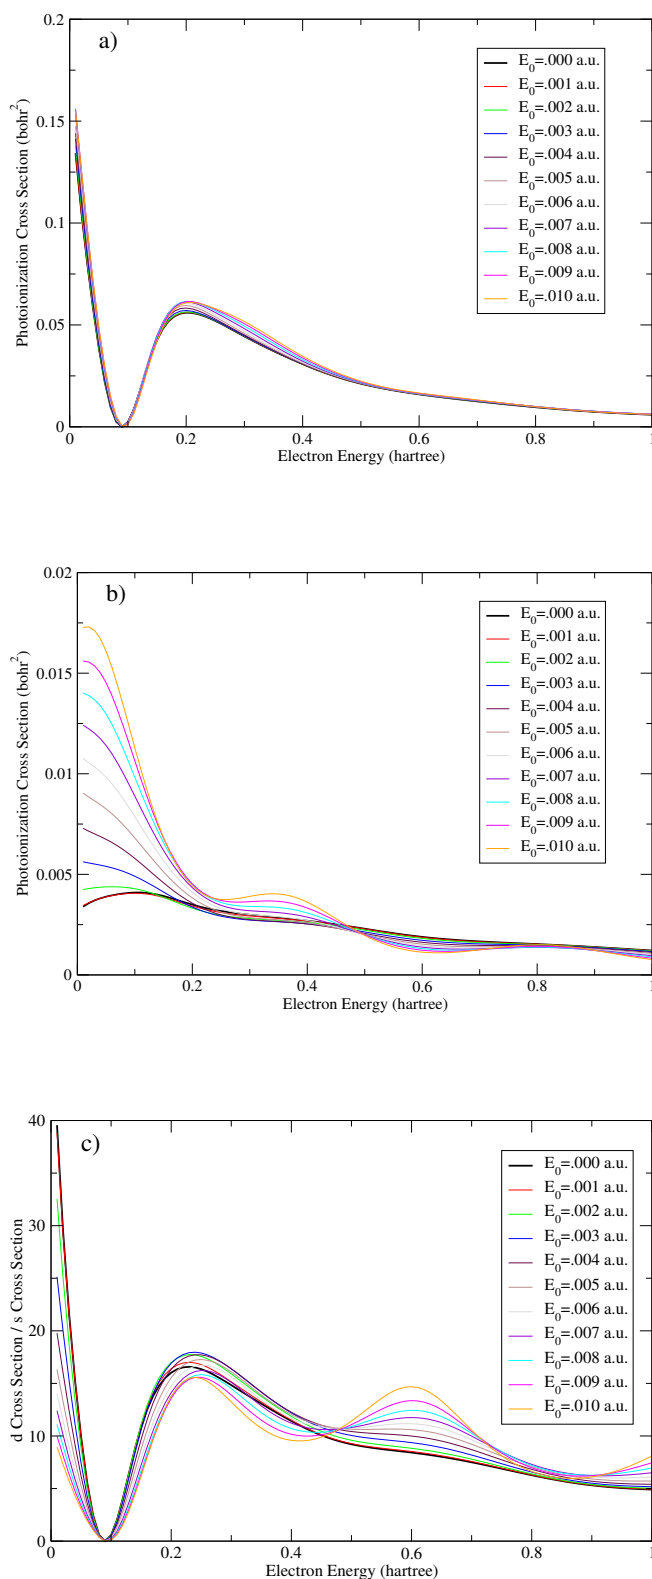 a)
0.2
0.15
0.1
0.05
0
Photoionization Cross Section (bohr²)
E₀=.000 a.u.
E₀=.001 a.u.
E₀=.002 a.u.
E₀=.003 a.u.
E₀=.004 a.u.
E₀=.005 a.u.
E₀=.006 a.u.
E₀=.007 a.u.
E₀=.008 a.u.
E₀=.009 a.u.
E₀=.010 a.u.
0 0.2 0.4 0.6 0.8 1
Electron Energy (hartree)
b)
0.02
0.015
0.01
0.005
0
Photoionization Cross Section (bohr²)
E₀=.000 a.u.
E₀=.001 a.u.
E₀=.002 a.u.
E₀=.003 a.u.
E₀=.004 a.u.
E₀=.005 a.u.
E₀=.006 a.u.
E₀=.007 a.u.
E₀=.008 a.u.
E₀=.009 a.u.
E₀=.010 a.u.
0 0.2 0.4 0.6 0.8 1
Electron Energy (hartree)
c)
40
30
20
10
0
d Cross Section / s Cross Section
E₀=.000 a.u.
E₀=.001 a.u.
E₀=.002 a.u.
E₀=.003 a.u.
E₀=.004 a.u.
E₀=.005 a.u.
E₀=.006 a.u.
E₀=.007 a.u.
E₀=.008 a.u.
E₀=.009 a.u.
E₀=.010 a.u.
0 0.2 0.4 0.6 0.8 1
Electron Energy (hartree)